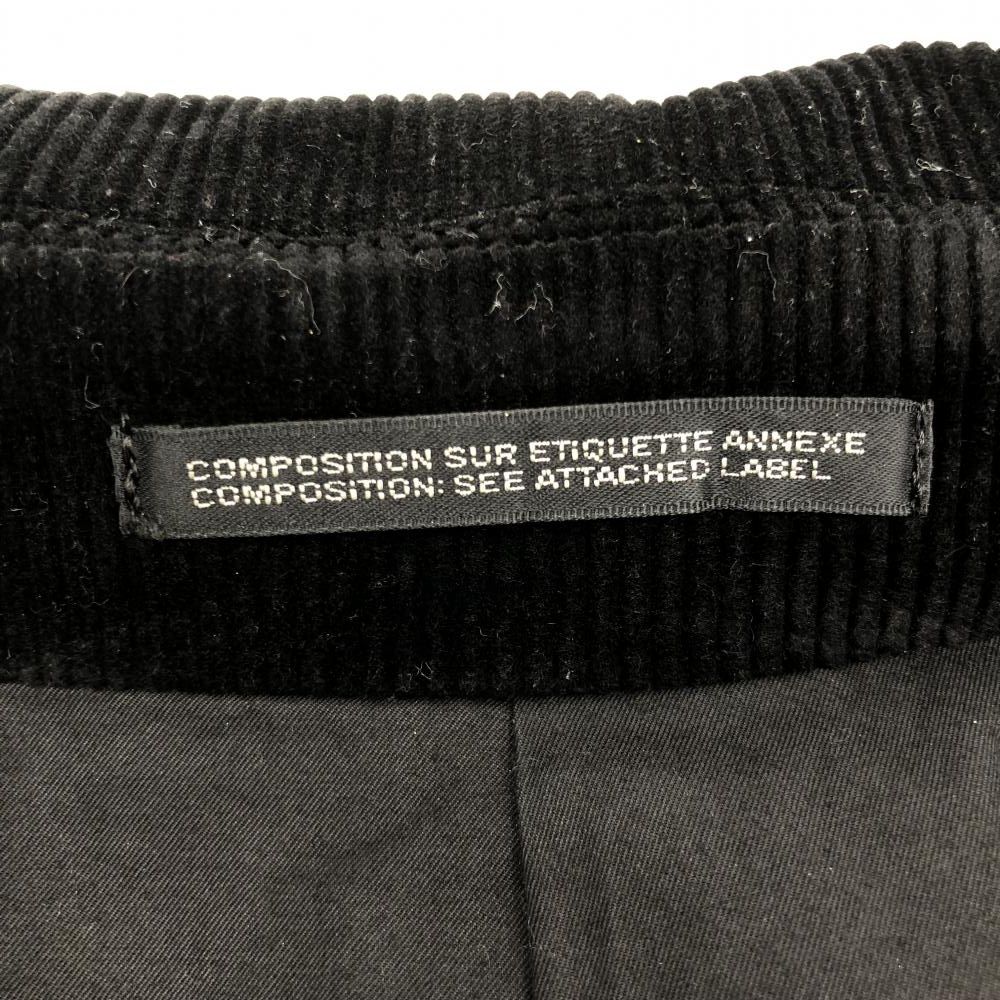 COMPOSITION SUR ETIQUETTE ANNEXE
COMPOSITION: SEE ATTACHED LABEL